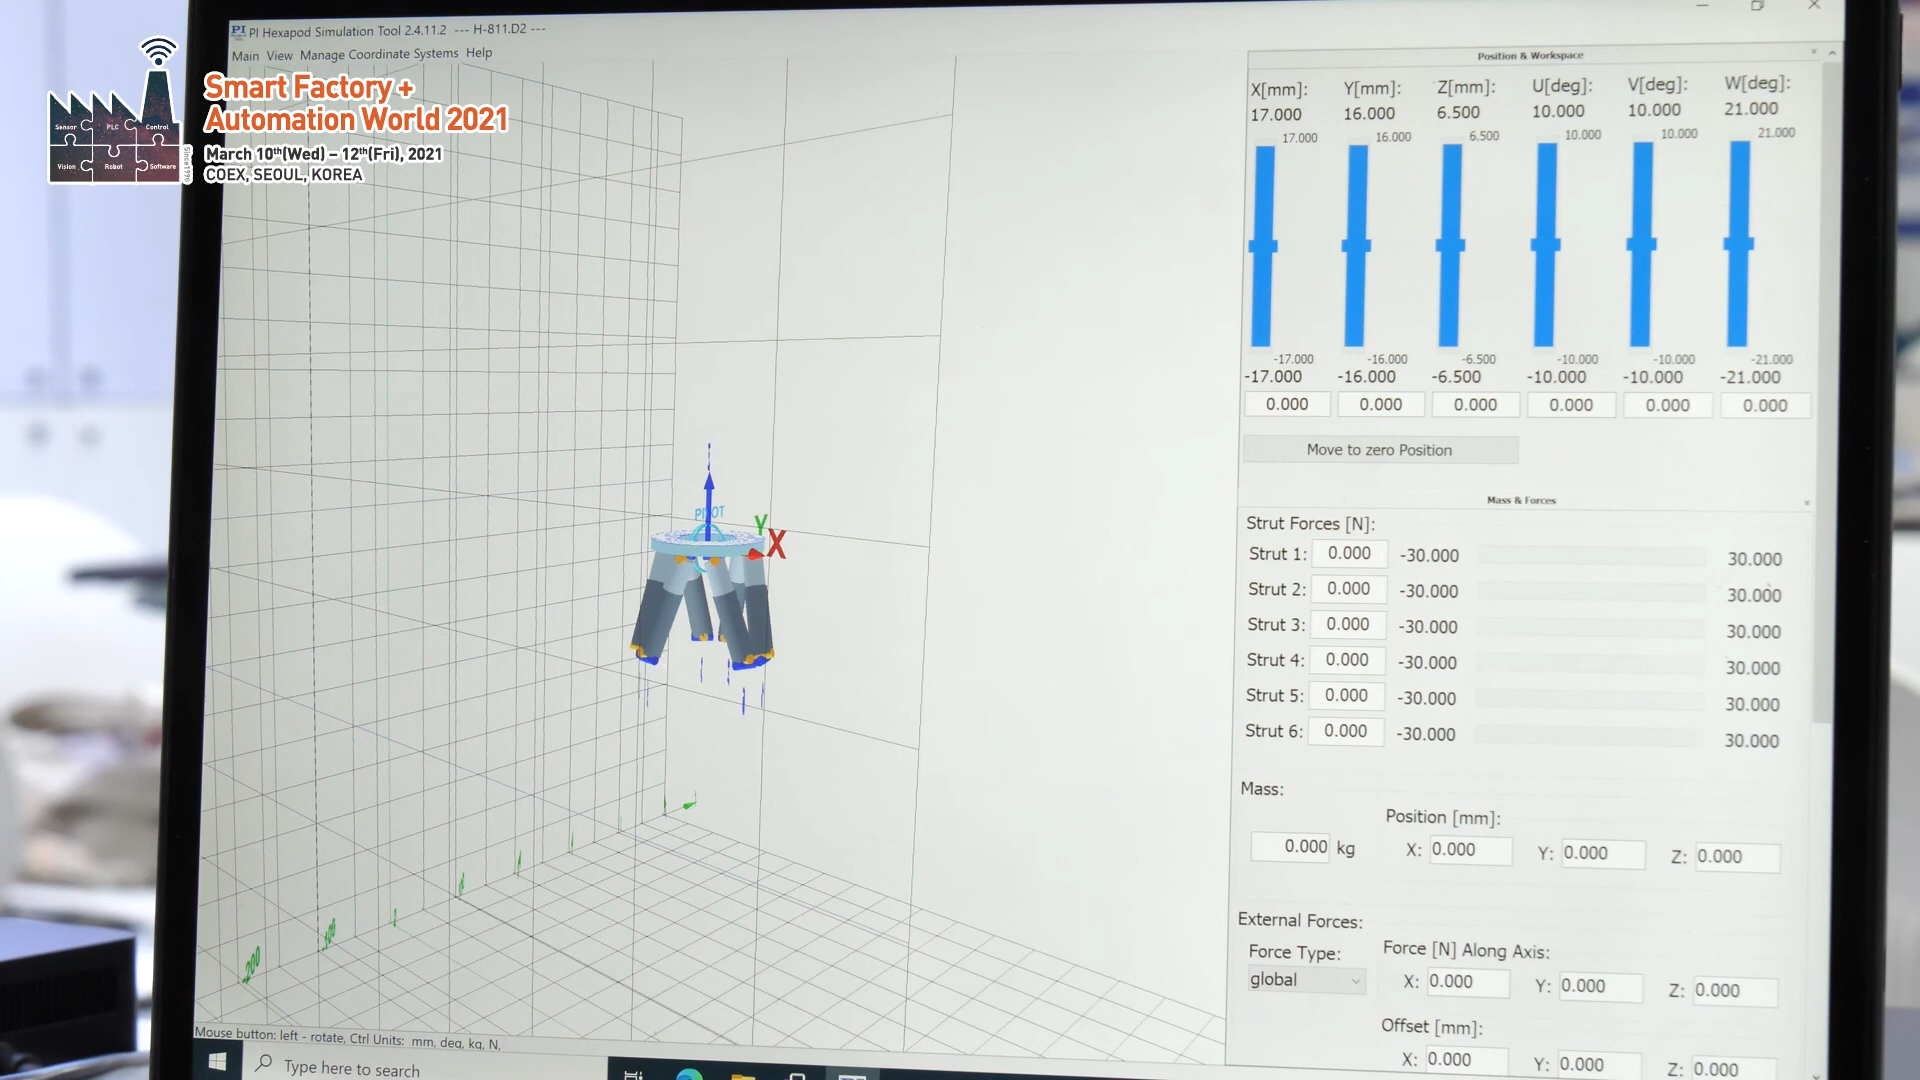 PI Hexapod Simulation Tool 2.4.11.2 --- H-811.D2 ---
Main View Manage Coordinate Systems Help
Sensor PLC Control
Vision Robot Software
Since1990
Smart Factory +
Automation World 2021
March 10th(Wed) – 12th(Fri), 2021
COEX, SEOUL, KOREA
Position & Workspace
X[mm]: Y[mm]: Z[mm]: U[deg]: V[deg]: W[deg]:
17.000 16.000 6.500 10.000 10.000 21.000
17.000 16.000 6.500 10.000 10.000 21.000
-17.000 -16.000 -6.500 -10.000 -10.000 -21.000
-17.000 -16.000 -6.500 -10.000 -10.000 -21.000
0.000 0.000 0.000 0.000 0.000 0.000
Move to zero Position
PIVOT
Y
X
-100
-200
Mass & Forces
Strut Forces [N]:
Strut 1: 0.000 -30.000 30.000
Strut 2: 0.000 -30.000 30.000
Strut 3: 0.000 -30.000 30.000
Strut 4: 0.000 -30.000 30.000
Strut 5: 0.000 -30.000 30.000
Strut 6: 0.000 -30.000 30.000
Mass:
Position [mm]:
0.000 kg X: 0.000 Y: 0.000 Z: 0.000
External Forces:
Force Type: Force [N] Along Axis:
global X: 0.000 Y: 0.000 Z: 0.000
Offset [mm]:
X: 0.000 Y: 0.000 Z: 0.000
Mouse button: left - rotate, Ctrl Units: mm, deg, kg, N,
Type here to search